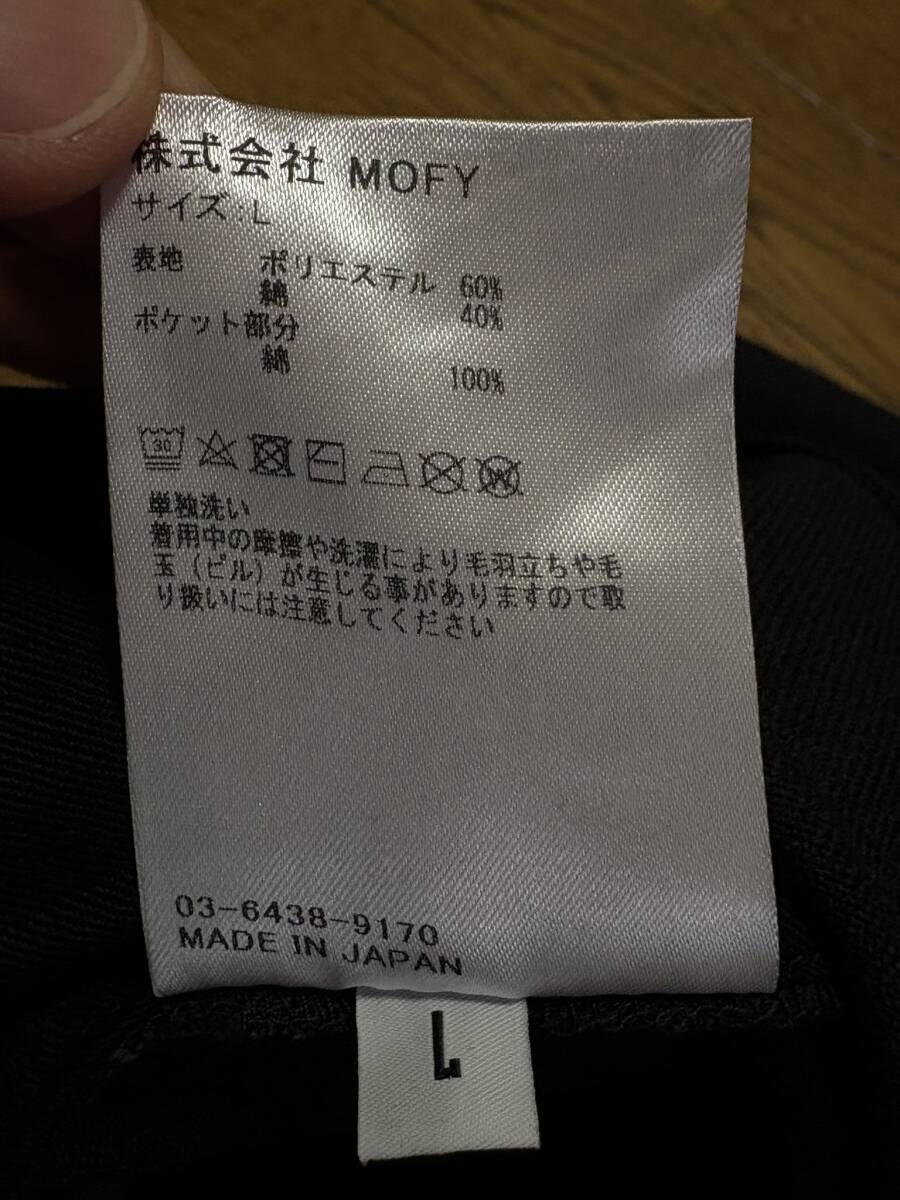 株式会社 MOFY
サイズ:L
表地 ポリエステル 60%
綿 40%
ポケット部分
綿 100%
30
W
単独洗い
着用中の摩擦や洗濯により毛羽立ちや毛
玉(ピル)が生じる事がありますので取
り扱いには注意してください
03-6438-9170
MADE IN JAPAN
L